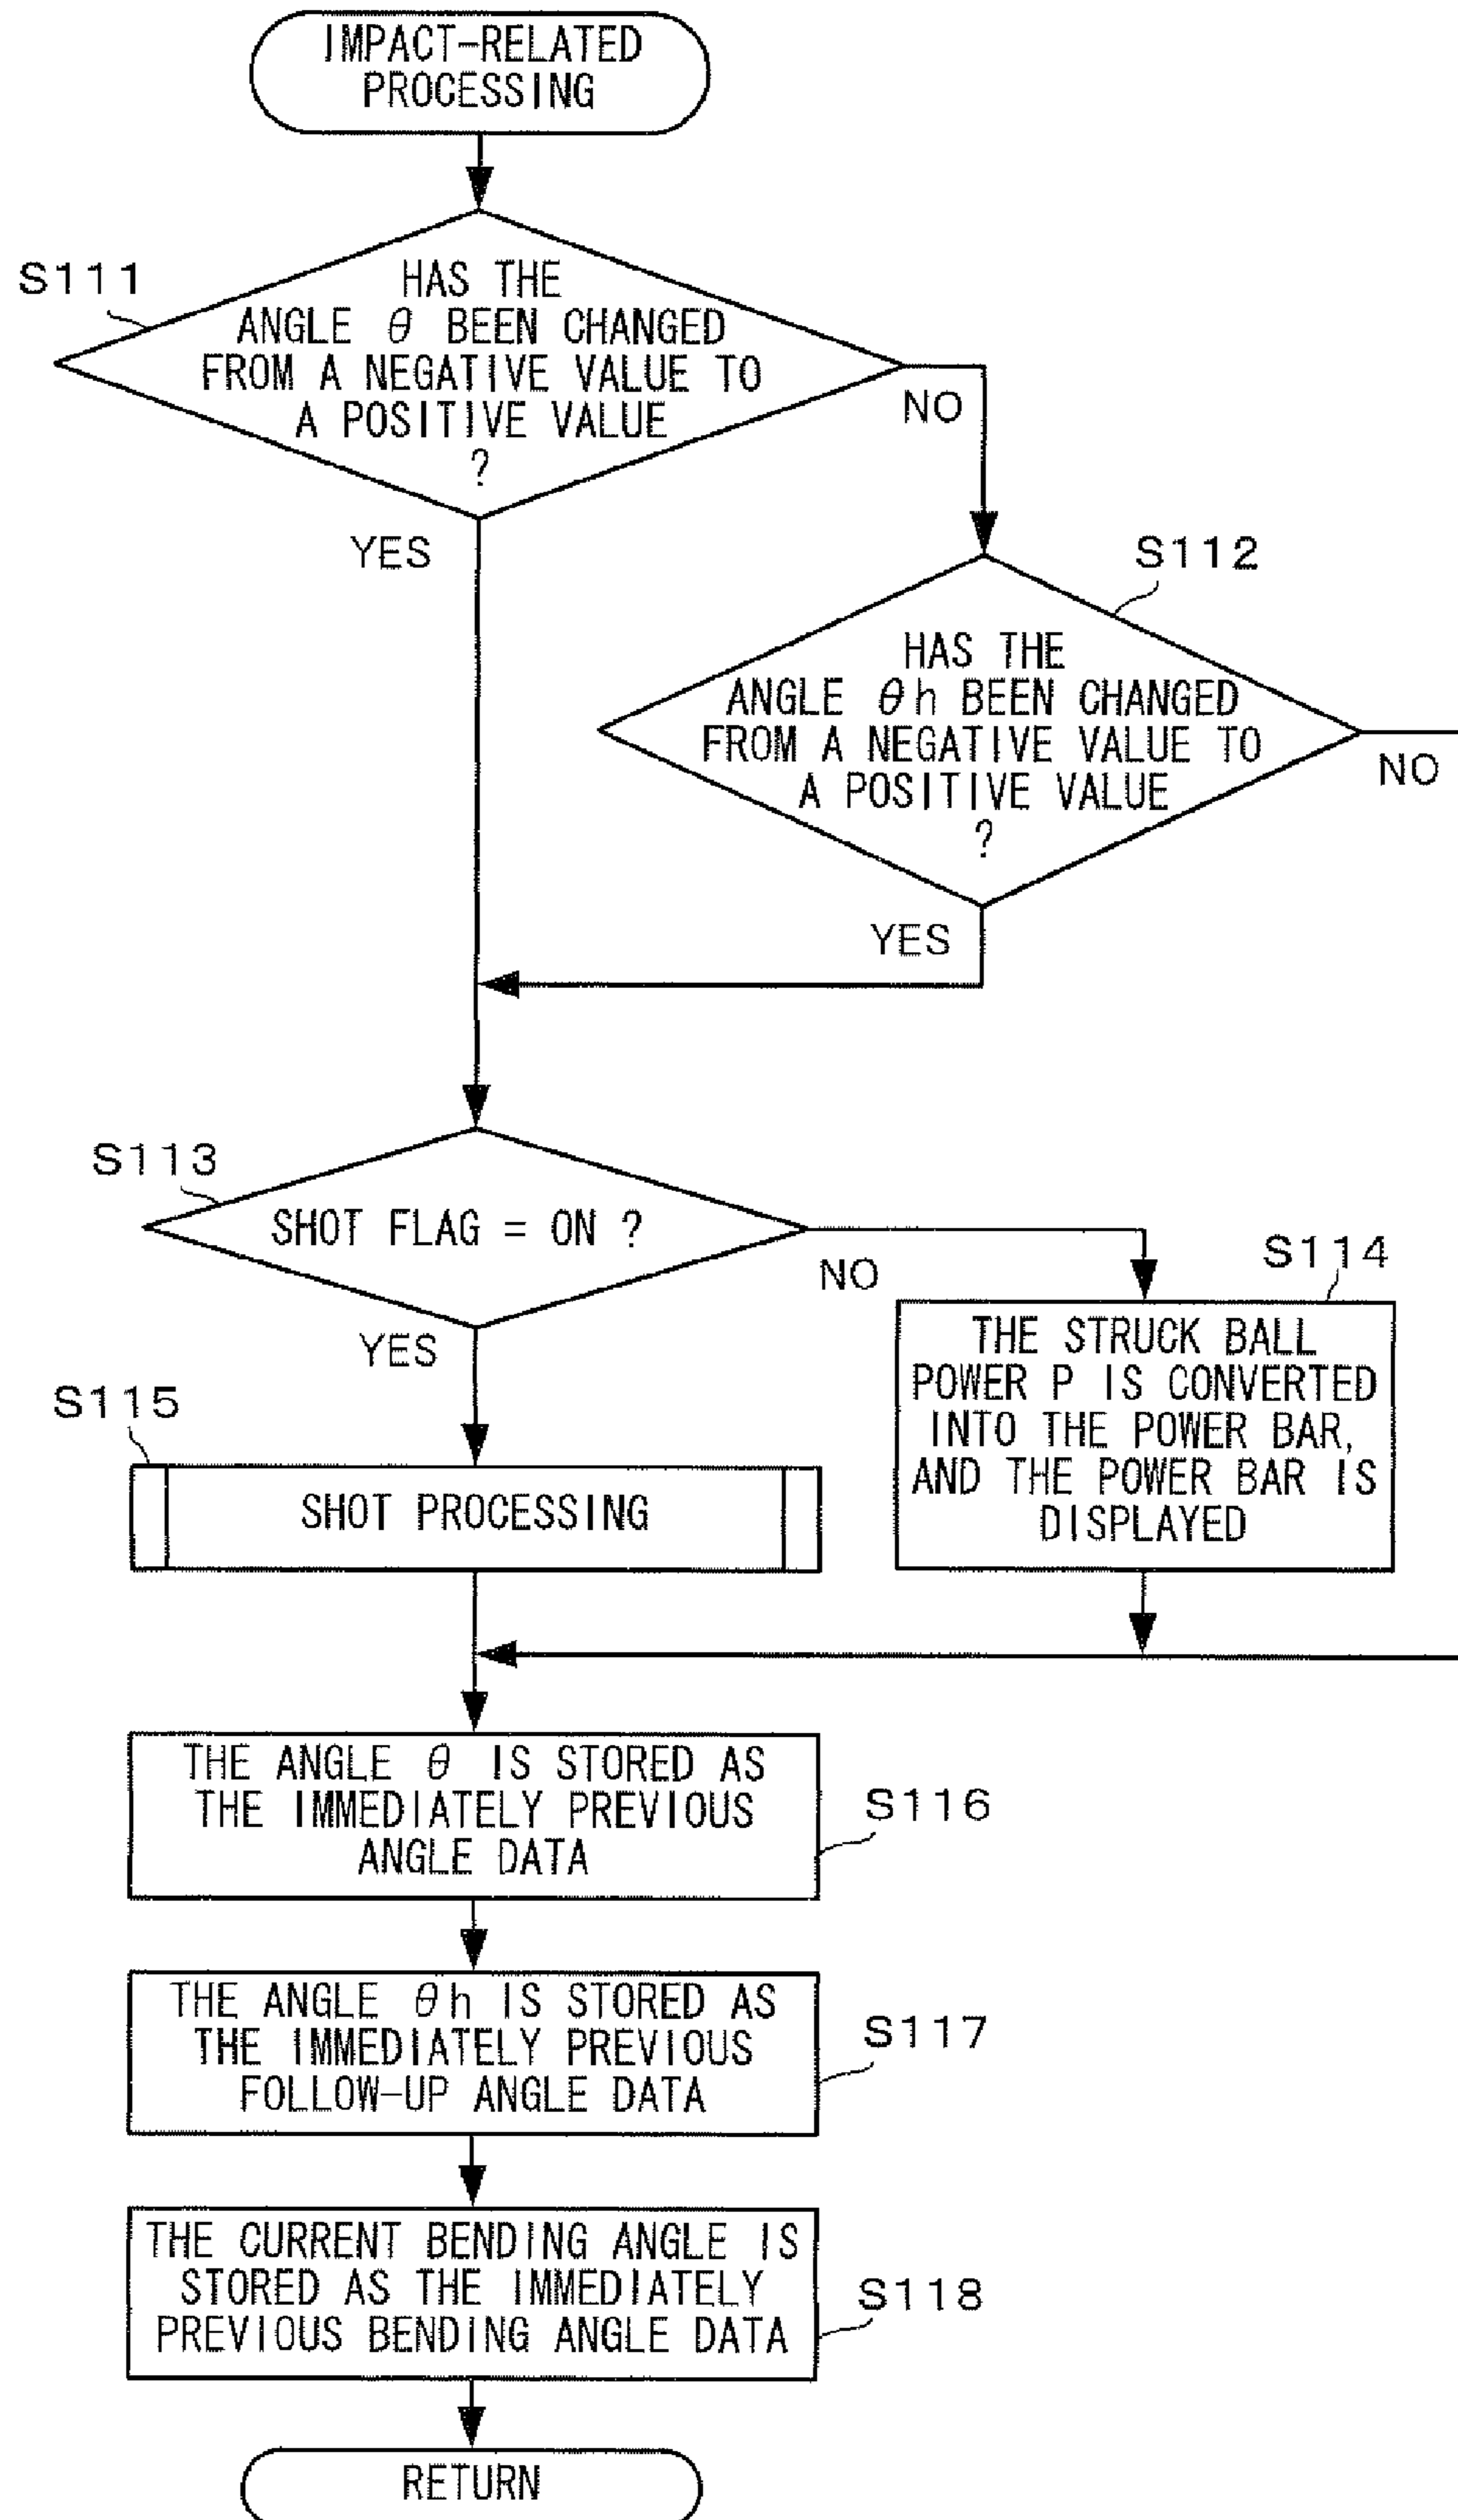 IMPACT-RELATED
PROCESSING
S111
HAS THE
ANGLE θ BEEN CHANGED
FROM A NEGATIVE VALUE TO
A POSITIVE VALUE
?
NO
YES
S112
HAS THE
ANGLE θh BEEN CHANGED
FROM A NEGATIVE VALUE TO
A POSITIVE VALUE
?
NO
YES
S113
SHOT FLAG = ON ?
NO
YES
S114
THE STRUCK BALL
POWER P IS CONVERTED
INTO THE POWER BAR,
AND THE POWER BAR IS
DISPLAYED
S115
SHOT PROCESSING
THE ANGLE θ IS STORED AS
THE IMMEDIATELY PREVIOUS
ANGLE DATA
S116
THE ANGLE θh IS STORED AS
THE IMMEDIATELY PREVIOUS
FOLLOW-UP ANGLE DATA
S117
THE CURRENT BENDING ANGLE IS
STORED AS THE IMMEDIATELY
PREVIOUS BENDING ANGLE DATA
S118
RETURN